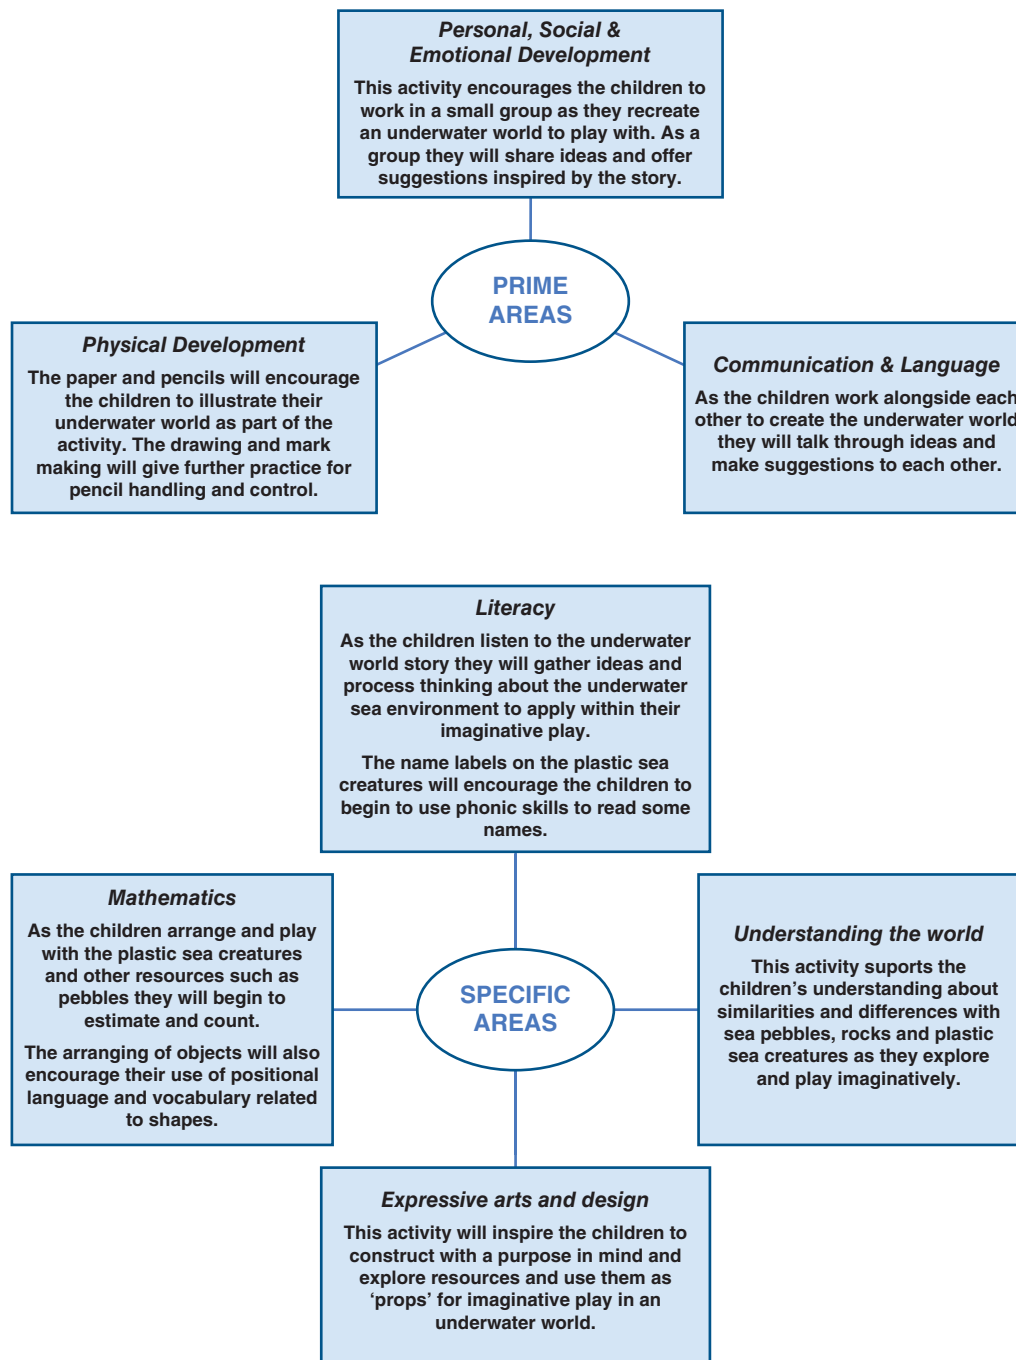 Personal, Social &
Emotional Development
This activity encourages the children to
work in a small group as they recreate
an underwater world to play with. As a
group they will share ideas and offer
suggestions inspired by the story.
PRIME
AREAS
Physical Development
The paper and pencils will encourage
the children to illustrate their
underwater world as part of the
activity. The drawing and mark
making will give further practice for
pencil handling and control.
Communication & Language
As the children work alongside each
other to create the underwater world
they will talk through ideas and
make suggestions to each other.
Literacy
As the children listen to the underwater
world story they will gather ideas and
process thinking about the underwater
sea environment to apply within their
imaginative play.
The name labels on the plastic sea
creatures will encourage the children to
begin to use phonic skills to read some
names.
Mathematics
As the children arrange and play
with the plastic sea creatures
and other resources such as
pebbles they will begin to
estimate and count.
The arranging of objects will also
encourage their use of positional
language and vocabulary related
to shapes.
SPECIFIC
AREAS
Understanding the world
This activity suports the
children's understanding about
similarities and differences with
sea pebbles, rocks and plastic
sea creatures as they explore
and play imaginatively.
Expressive arts and design
This activity will inspire the children to
construct with a purpose in mind and
explore resources and use them as
‘props’ for imaginative play in an
underwater world.